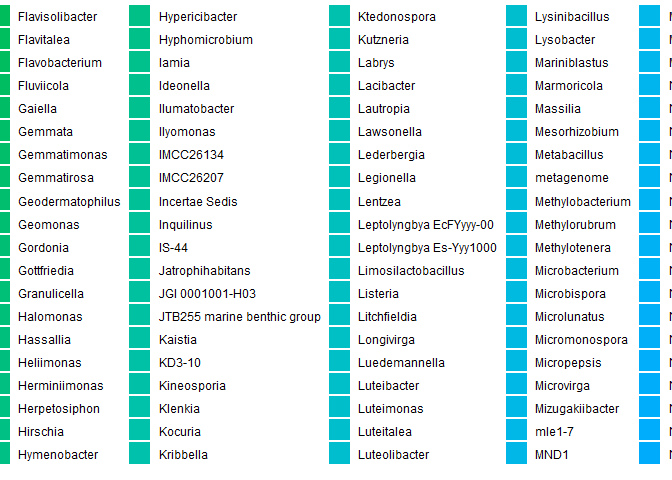 Flavisolibacter
Flavitalea
Flavobacterium
Fluviicola
Gaiella
Gemmata
Gemmatimonas
Gemmatirosa
Geodermatophilus
Geomonas
Gordonia
Gottfriedia
Granulicella
Halomonas
Hassallia
Heliimonas
Herminiimonas
Herpetosiphon
Hirschia
Hymenobacter
Hypericibacter
Hyphomicrobium
Iamia
Ideonella
Ilumatobacter
Ilyomonas
IMCC26134
IMCC26207
Incertae Sedis
Inquilinus
IS-44
Jatrophihabitans
JGI 0001001-H03
JTB255 marine benthic group
Kaistia
KD3-10
Kineosporia
Klenkia
Kocuria
Kribbella
Ktedonospora
Kutzneria
Labrys
Lacibacter
Lautropia
Lawsonella
Lederbergia
Legionella
Lentzea
Leptolyngbya EcFYyyy-00
Leptolyngbya Es-Yyy1000
Limosilactobacillus
Listeria
Litchfieldia
Longivirga
Luedemannella
Luteibacter
Luteimonas
Luteitalea
Luteolibacter
Lysinibacillus
Lysobacter
Mariniblastus
Marmoricola
Massilia
Mesorhizobium
Metabacillus
metagenome
Methylobacterium
Methylorubrum
Methylotenera
Microbacterium
Microbispora
Microlunatus
Micromonospora
Micropepsis
Microvirga
Mizugakiibacter
mle1-7
MND1